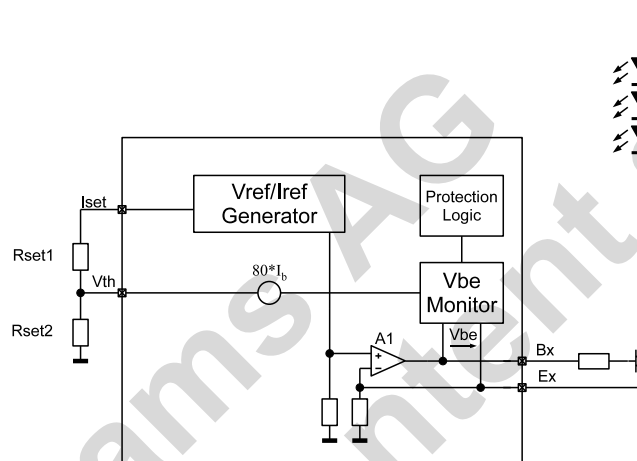 ams AG
ntent
Iset
Vref/Iref
Generator
Protection
Logic
Rset1
Vth
80*Ib
Vbe
Monitor
Rset2
A1
+
−
Vbe
Bx
Ex